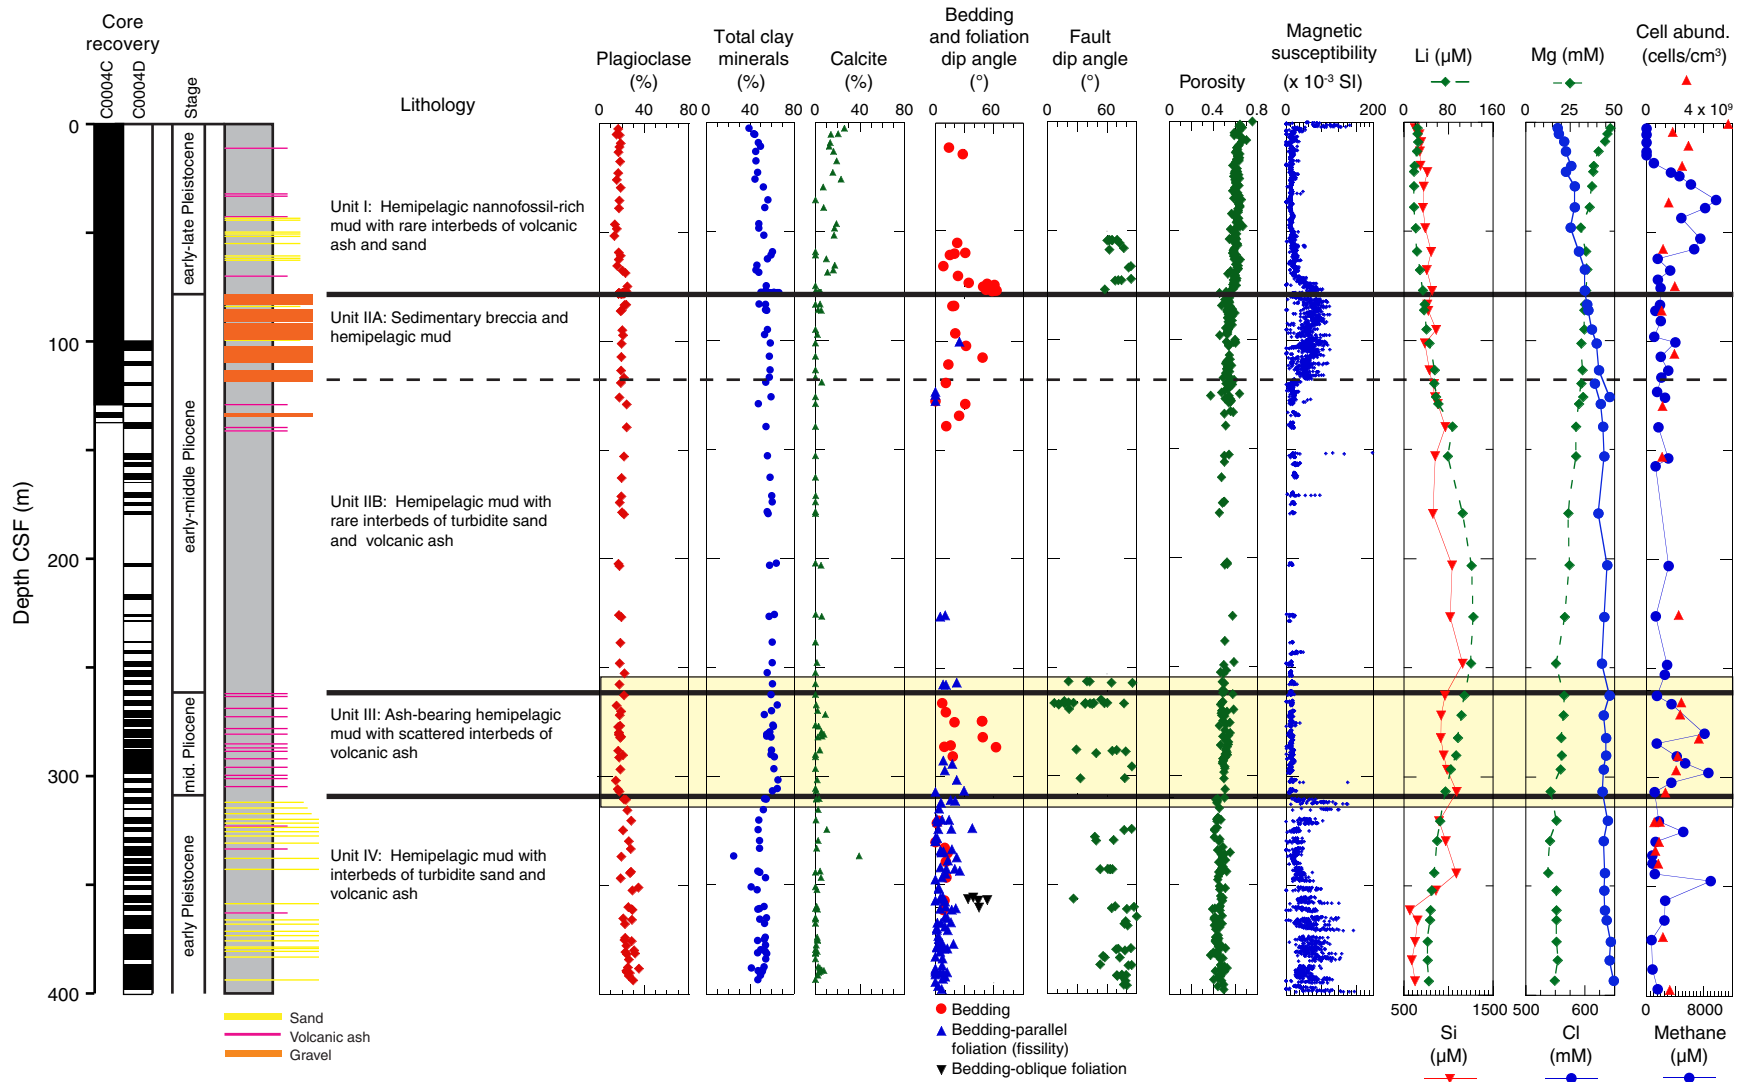 Core
recovery
C0004C
C0004D
Stage
Lithology
Plagioclase
(%)
Total clay
minerals
(%)
Calcite
(%)
Bedding
and foliation
dip angle
(°)
Fault
dip angle
(°)
Porosity
Magnetic
susceptibility
(x 10⁻³ SI)
Li (µM)
Mg (mM)
Cell abund.
(cells/cm³)
0 40 80
0 40 80
0 40 80
0 60
0 60
0 0.4 0.8
0 200
0 80 160
0 25 50
0 4 x 10⁹
Depth CSF (m)
0
100
200
300
400
early-late Pleistocene
early-middle Pliocene
mid. Pliocene
early Pleistocene
Unit I: Hemipelagic nannofossil-rich
mud with rare interbeds of volcanic
ash and sand
Unit IIA: Sedimentary breccia and
hemipelagic mud
Unit IIB: Hemipelagic mud with
rare interbeds of turbidite sand
and volcanic ash
Unit III: Ash-bearing hemipelagic
mud with scattered interbeds of
volcanic ash
Unit IV: Hemipelagic mud with
interbeds of turbidite sand and
volcanic ash
Sand
Volcanic ash
Gravel
Bedding
Bedding-parallel
foliation (fissility)
Bedding-oblique foliation
500 1500
Si
(µM)
500 600
Cl
(mM)
0 8000
Methane
(µM)